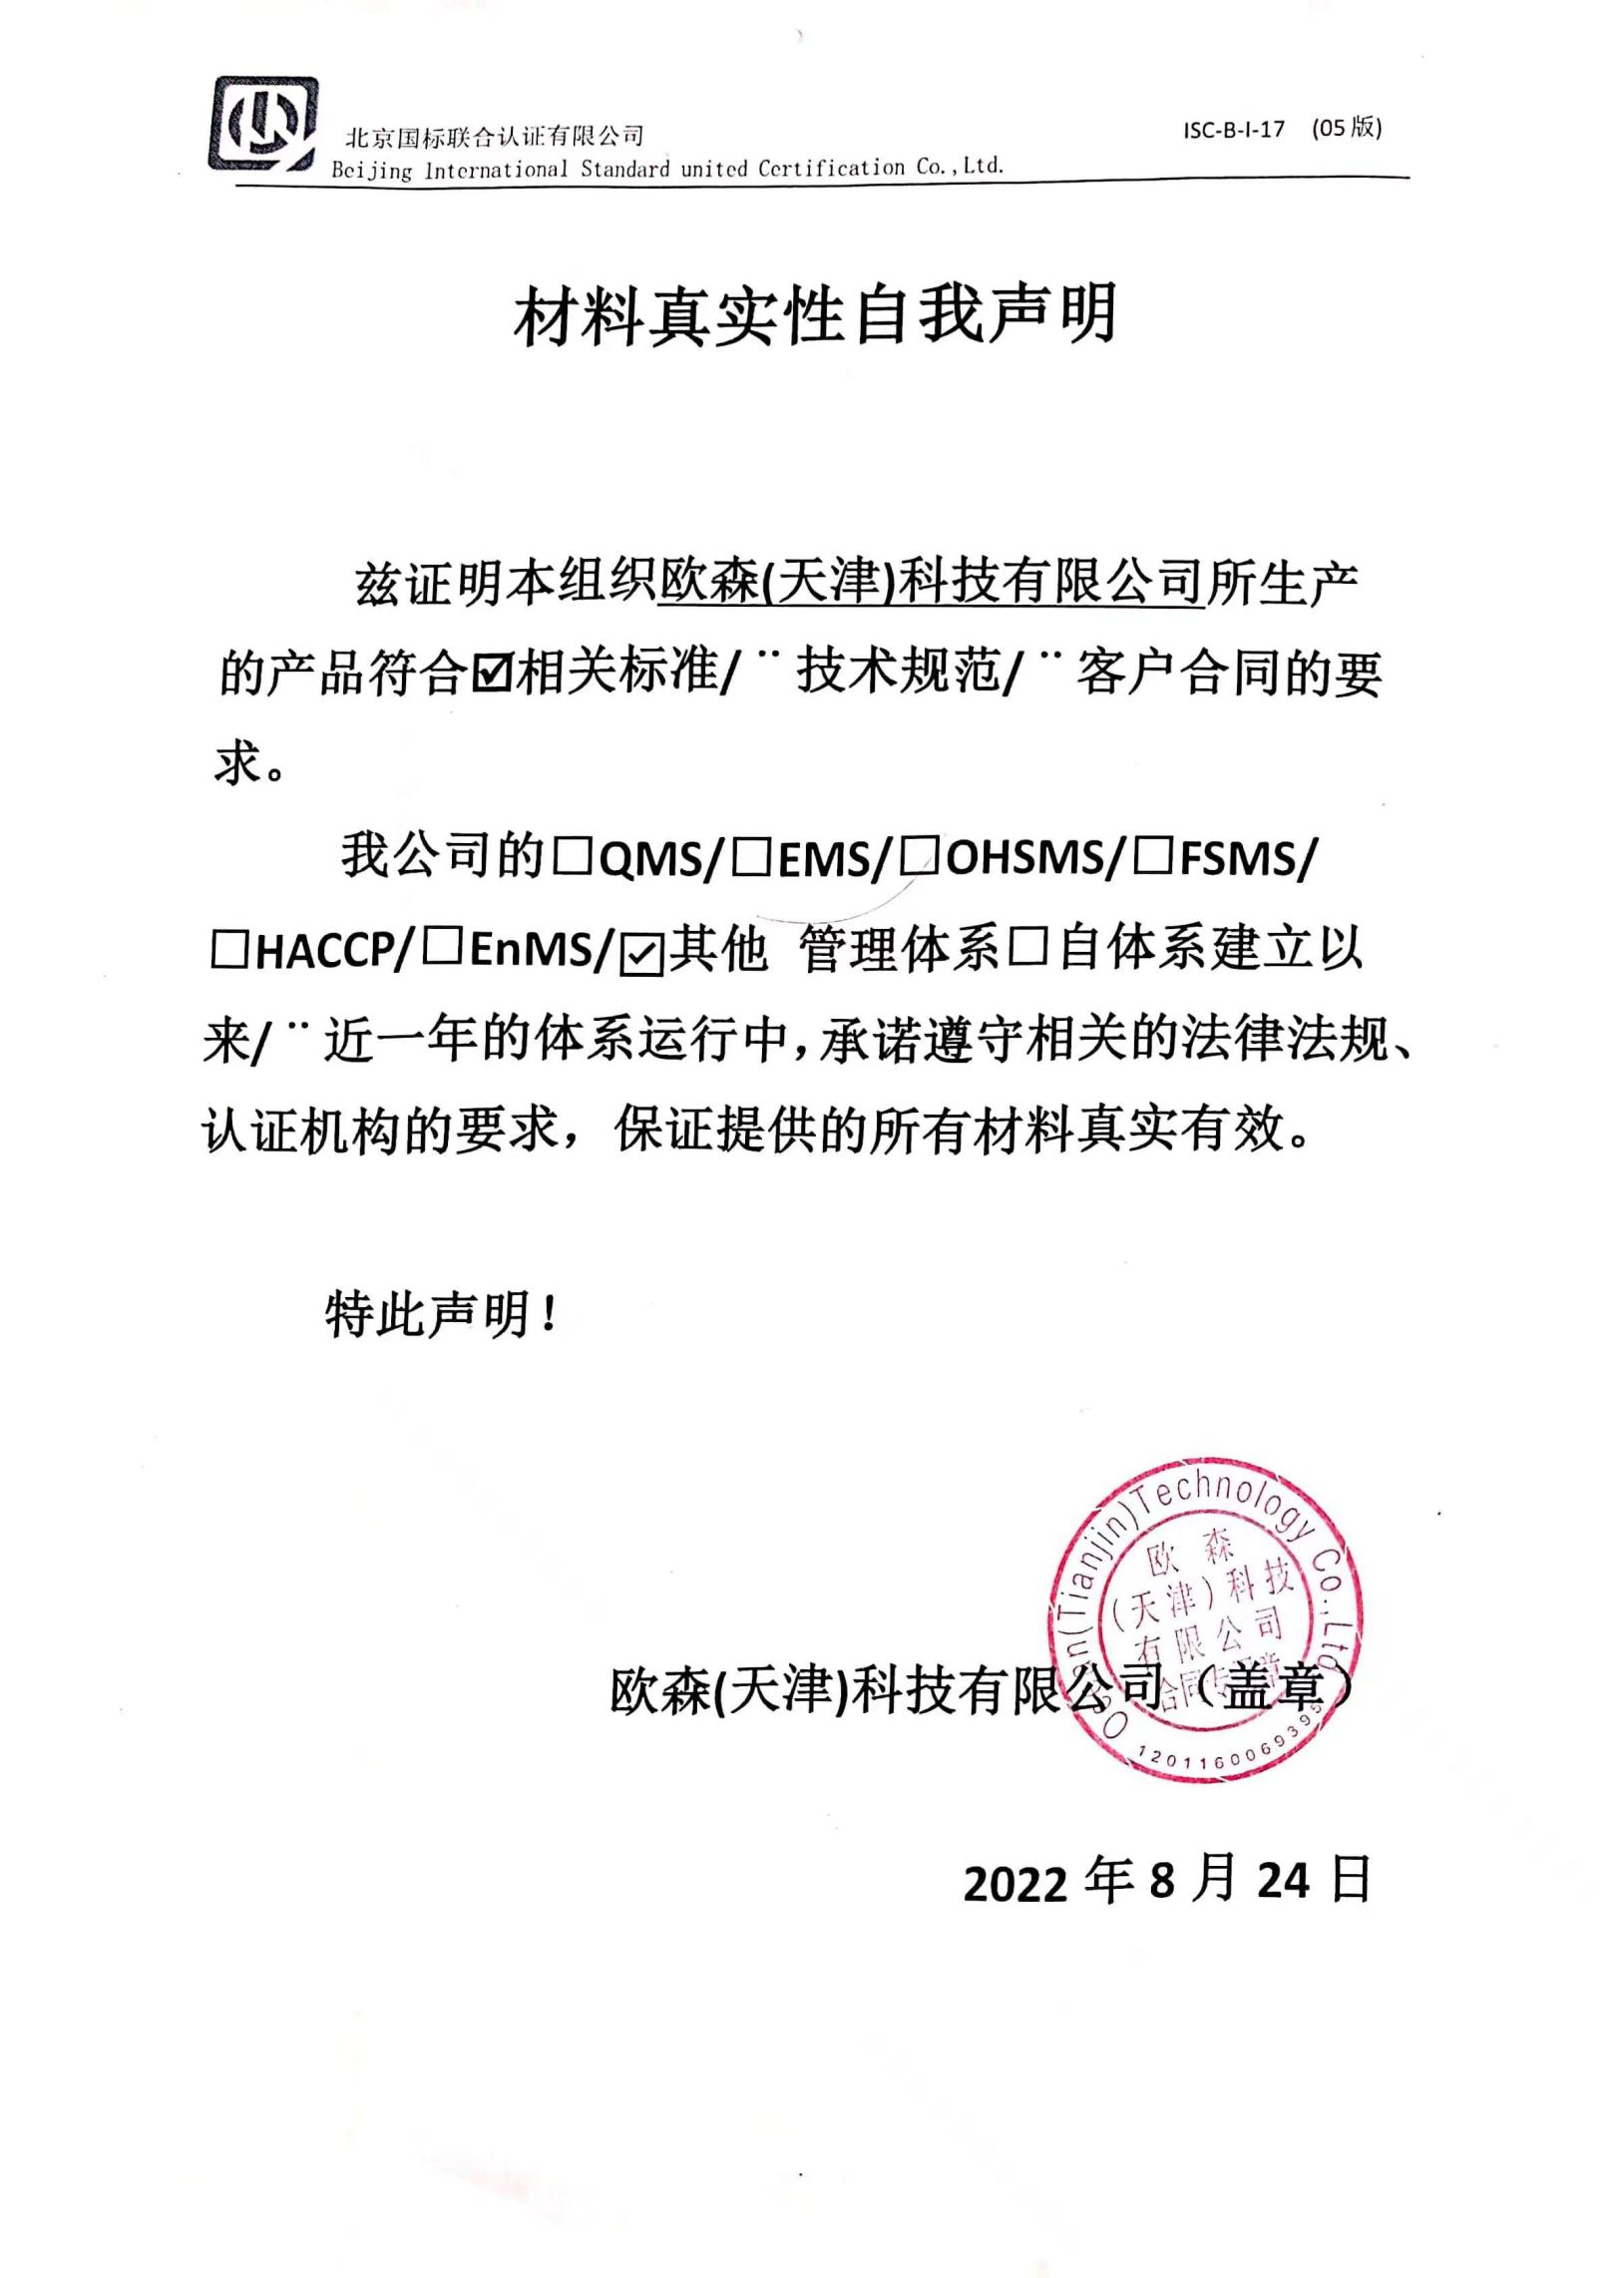 北京国标联合认证有限公司
ISC-B-I-17 (05版)
Beijing International Standard united Certification Co.,Ltd.
材料真实性自我声明
兹证明本组织欧森(天津)科技有限公司所生产
的产品符合☑相关标准/¨技术规范/¨客户合同的要
求。
我公司的□QMS/□EMS/□OHSMS/□FSMS/
□HACCP/□EnMS/☑其他 管理体系□自体系建立以
来/¨近一年的体系运行中,承诺遵守相关的法律法规、
认证机构的要求，保证提供的所有材料真实有效。
特此声明！
欧森(天津)科技有限公司（盖章）
(Tianjin)Technology Co.,Ltd
欧 森
（天津）科技
有限公司
合同专用章
1201160069395
2022 年 8 月 24 日